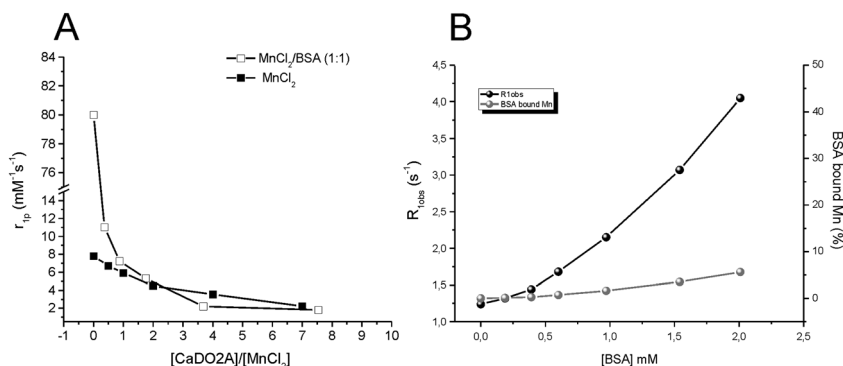 A
84
82
80
78
76
14
12
10
8
6
4
2
r1p (mM⁻¹s⁻¹)
MnCl2/BSA (1:1)
MnCl2
-1 0 1 2 3 4 5 6 7 8 9 10
[CaDO2A]/[MnCl2]
B
4,5
4,0
3,5
3,0
2,5
2,0
1,5
1,0
R1obs (s⁻¹)
R1obs
BSA bound Mn
50
40
30
20
10
0
BSA bound Mn (%)
0,0 0,5 1,0 1,5 2,0 2,5
[BSA] mM